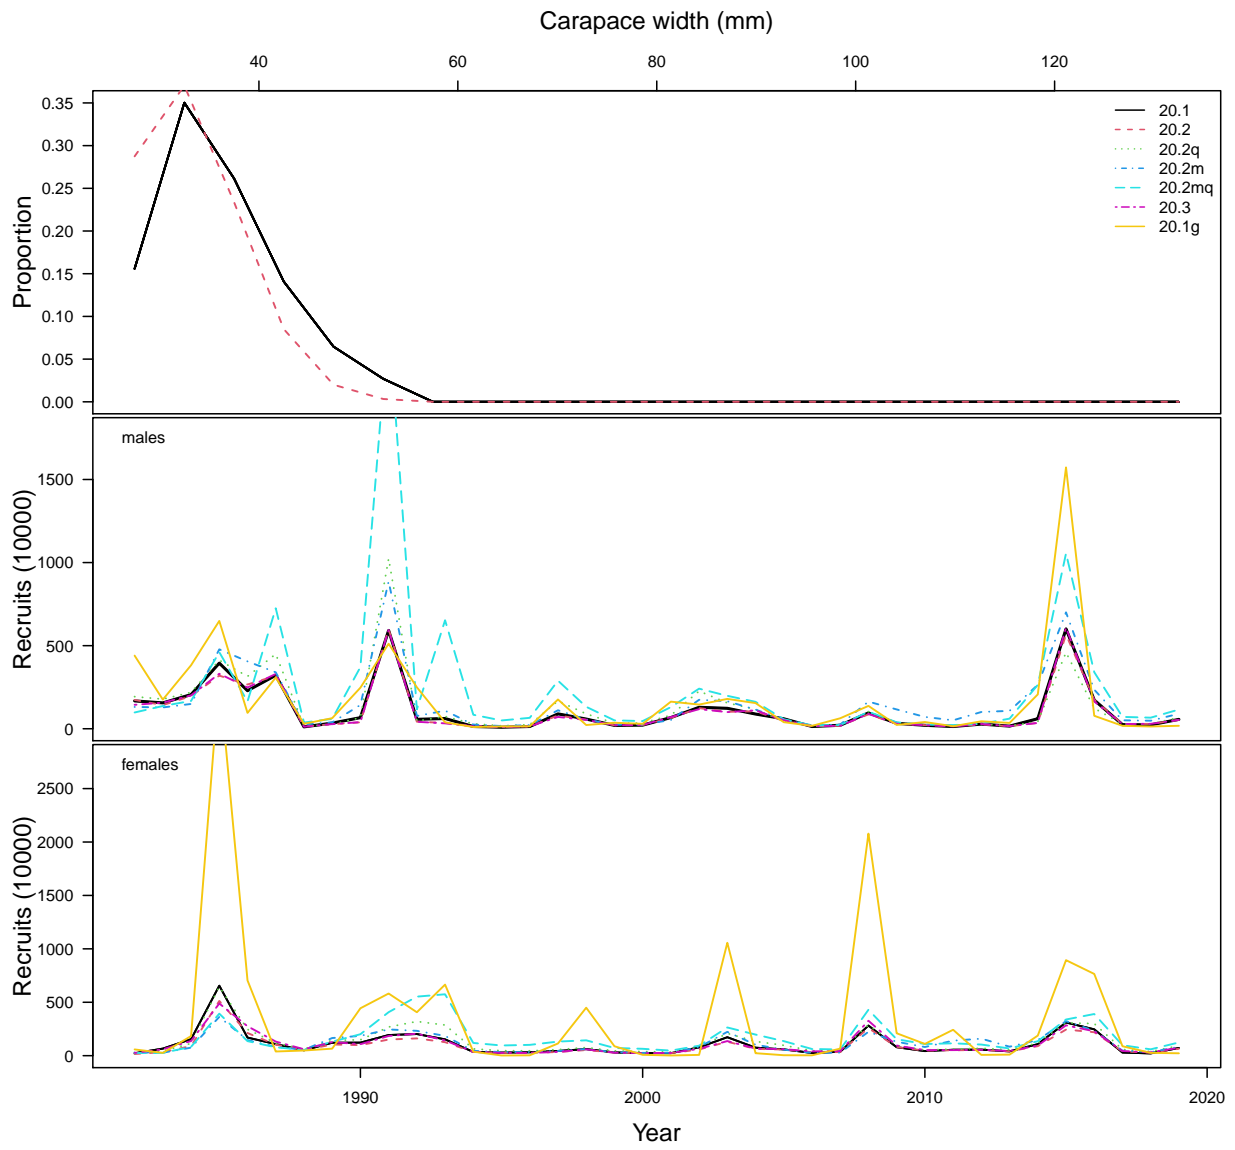 Carapace width (mm)
40 60 80 100 120
Proportion
0.35
0.30
0.25
0.20
0.15
0.10
0.05
0.00
20.1
20.2
20.2q
20.2m
20.2mq
20.3
20.1g
males
Recruits (10000)
1500
1000
500
0
females
Recruits (10000)
2500
2000
1500
1000
500
0
1990 2000 2010 2020
Year